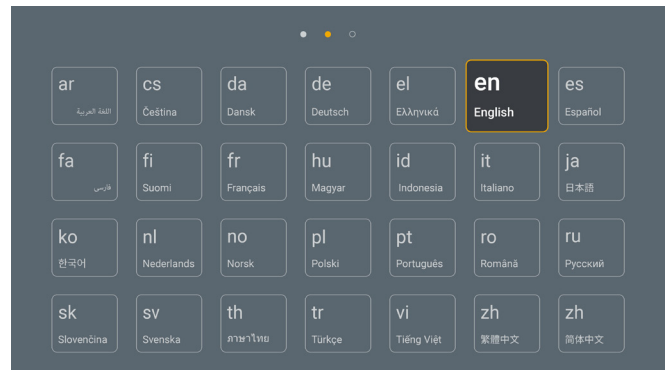 ar
اللغة العربية
cs
Čeština
da
Dansk
de
Deutsch
el
Ελληνικά
en
English
es
Español
fa
فارسی
fi
Suomi
fr
Français
hu
Magyar
id
Indonesia
it
Italiano
ja
日本語
ko
한국어
nl
Nederlands
no
Norsk
pl
Polski
pt
Português
ro
Română
ru
Русский
sk
Slovenčina
sv
Svenska
th
ภาษาไทย
tr
Türkçe
vi
Tiếng Việt
zh
繁體中文
zh
简体中文